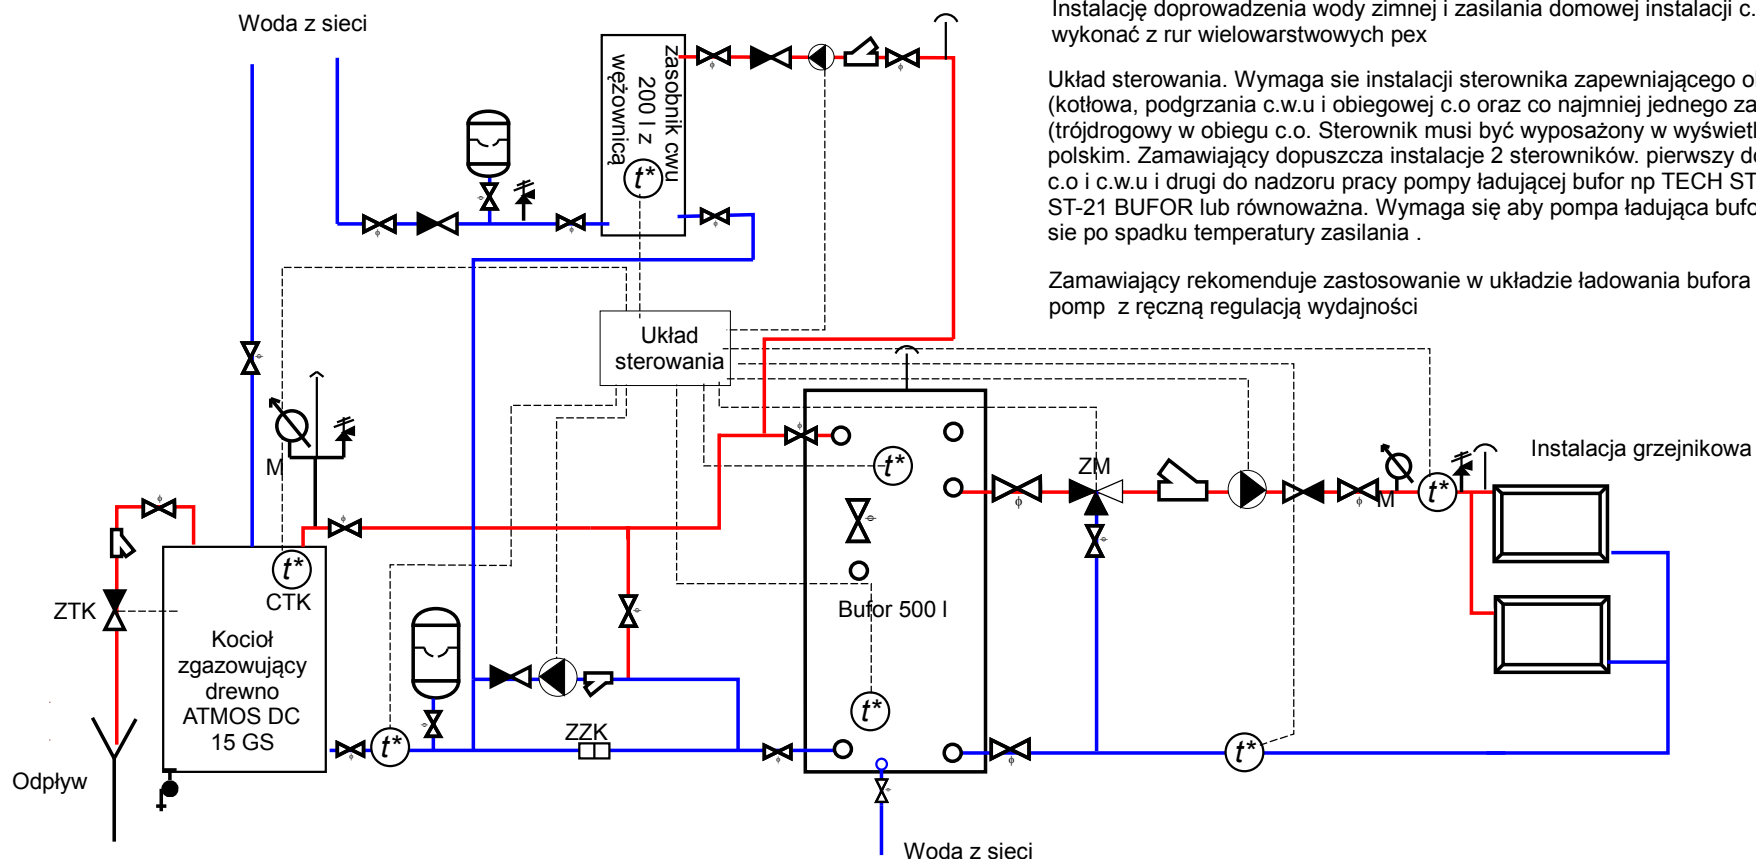 Woda z sieci
Instalację doprowadzenia wody zimnej i zasilania domowej instalacji c.
wykonać z rur wielowarstwowych pex
Układ sterowania. Wymaga sie instalacji sterownika zapewniającego
(kotłowa, podgrzania c.w.u i obiegowej c.o oraz co najmniej jednego
(trójdrogowy w obiegu c.o. Sterownik musi być wyposażony w
polskim. Zamawiający dopuszcza instalacje 2 sterowników. pierwszy
c.o i c.w.u i drugi do nadzoru pracy pompy ładującej bufor np TECH ST
ST-21 BUFOR lub równoważna. Wymaga się aby pompa ładująca
sie po spadku temperatury zasilania .
Zamawiający rekomenduje zastosowanie w układzie ładowania bufora
pomp z ręczną regulacją wydajności
zasobnik cwu
2000 l z
wężownicą
t*
Układ
sterowania
M
Instalacja grzejnikowa
t*
ZM
M
t*
t*
CTK
ZTK
Bufor 500 l
Kocioł
zgazowujący
drewno
ATMOS DC
15 GS
t*
ZZK
t*
t*
Odpływ
Woda z sieci